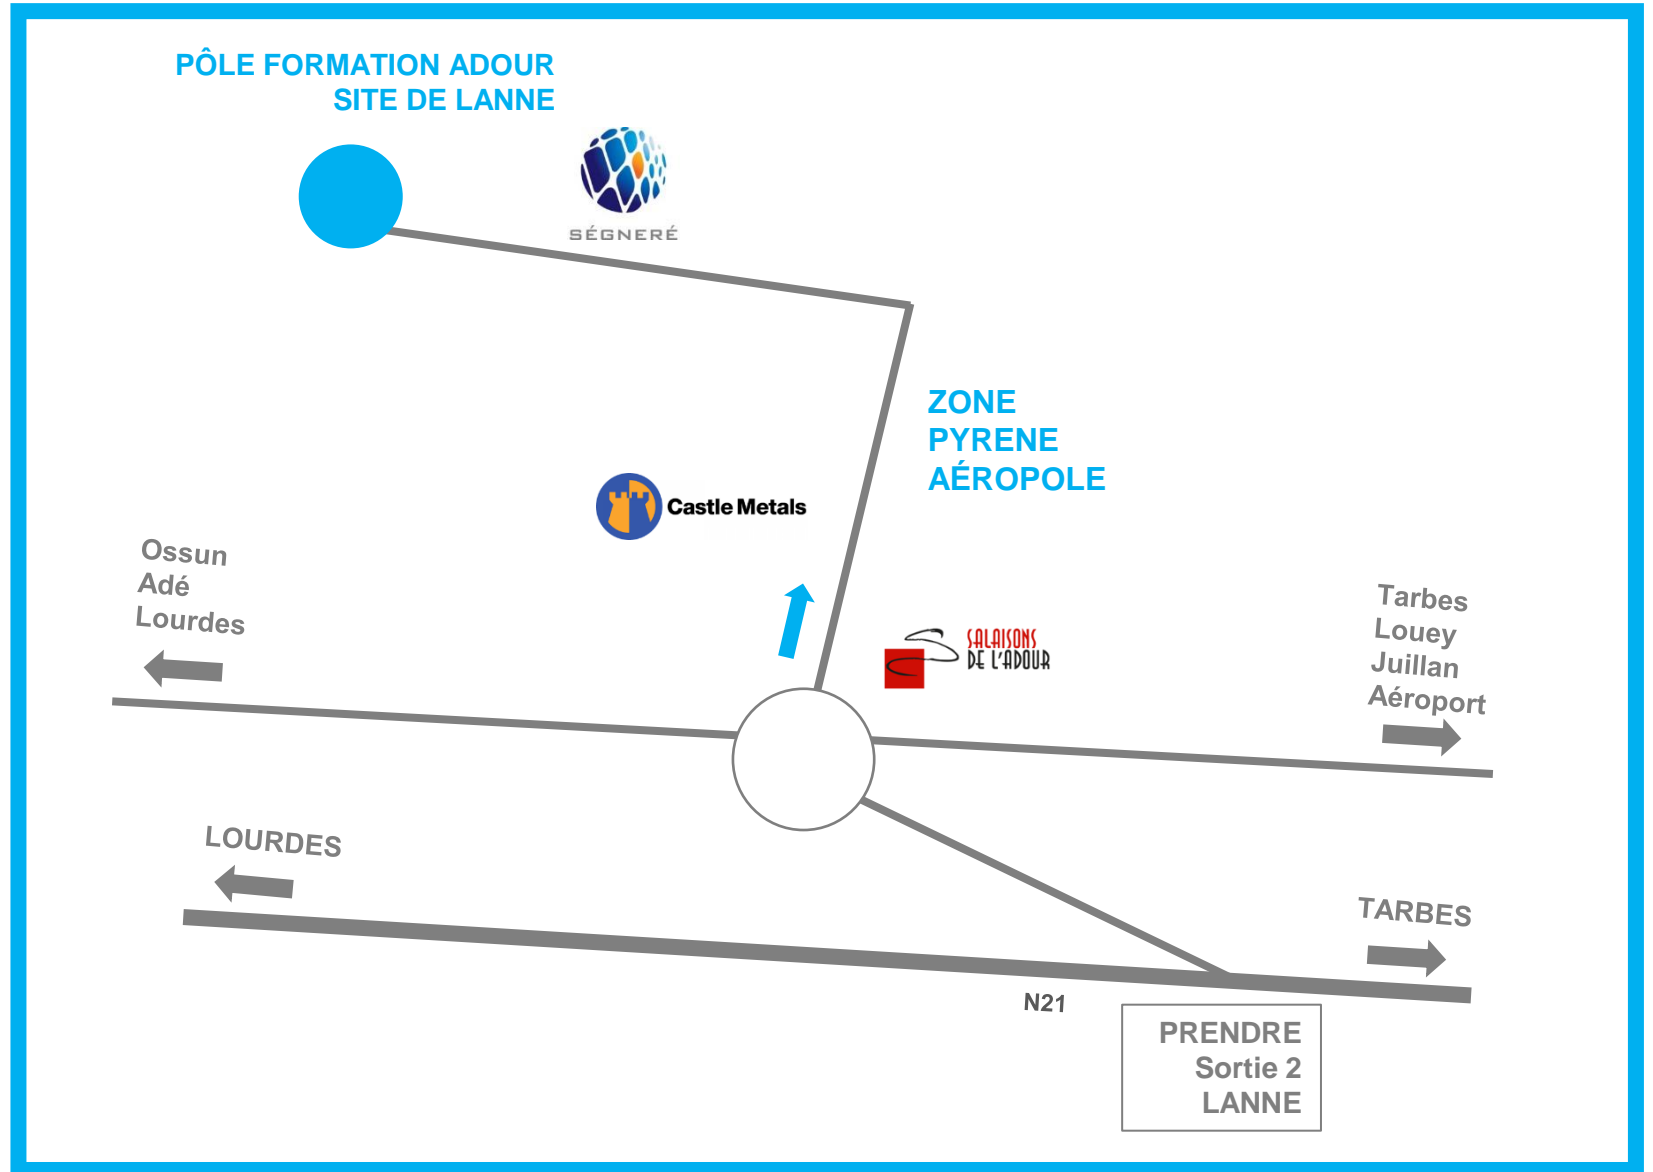 PÔLE FORMATION ADOUR
SITE DE LANNE
SÉGNERÉ
ZONE
PYRENE
AÉROPOLE
Castle Metals
Ossun
Adé
Lourdes
SALAISONS
DE L'ADOUR
Tarbes
Louey
Juillan
Aéroport
LOURDES
TARBES
N21
PRENDRE
Sortie 2
LANNE